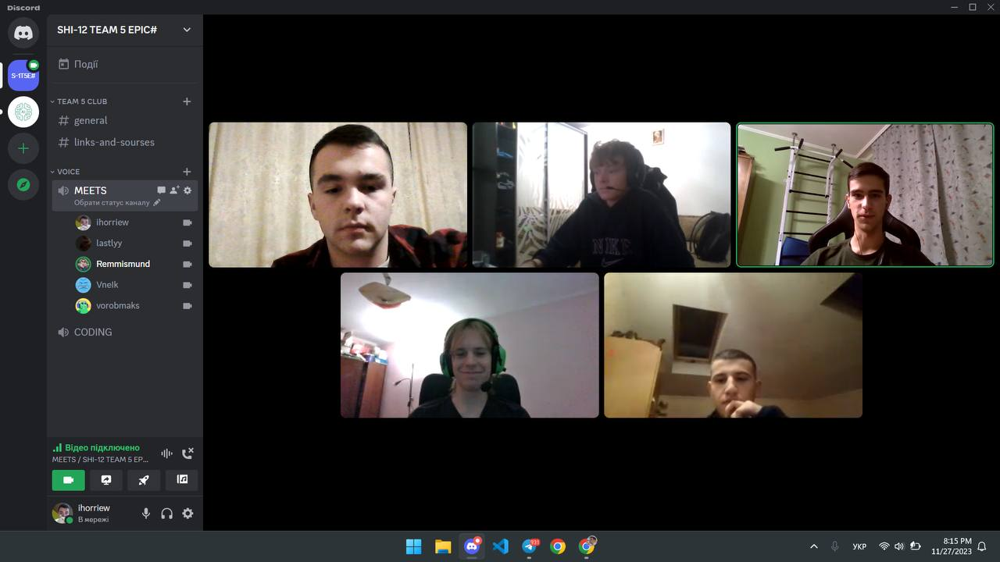 Discord
SHI-12 TEAM 5 EPIC#
S-1T5E#
Події
TEAM 5 CLUB
general
links-and-sourses
VOICE
MEETS
Обрати статус каналу
ihorriew
lastlyy
Remmismund
Vnelk
vorobmaks
CODING
NIKE
Відео підключено
MEETS / SHI-12 TEAM 5 EP...
ihorriew
В мережі
931
УКР
8:15 PM
11/27/2023